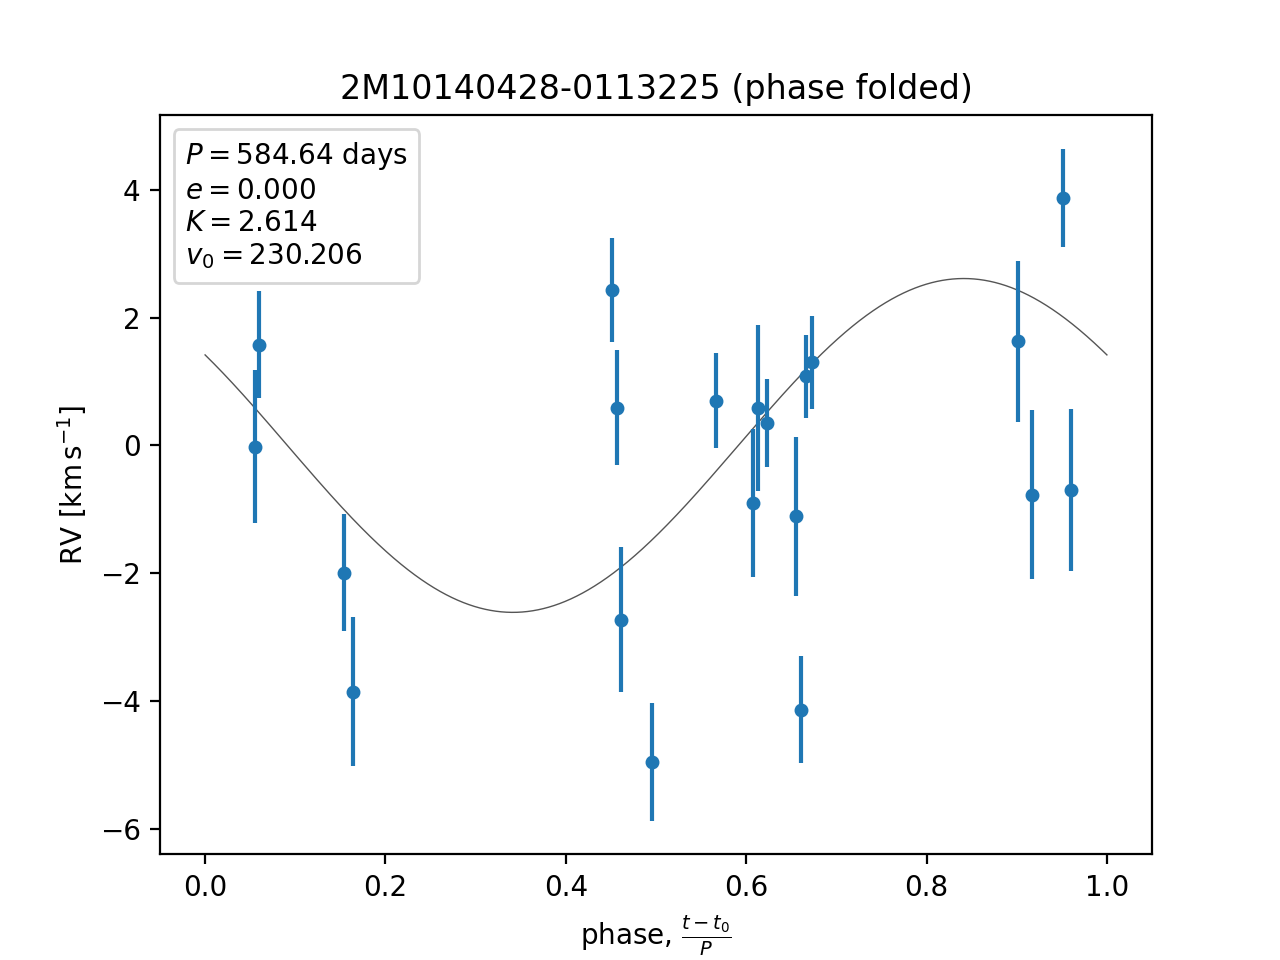 2M10140428-0113225 (phase folded)
P = 584.64 days
e = 0.000
K = 2.614
v₀ = 230.206
4
2
0
−2
−4
−6
RV [km s⁻¹]
0.0 0.2 0.4 0.6 0.8 1.0
phase, (t − t₀)/P